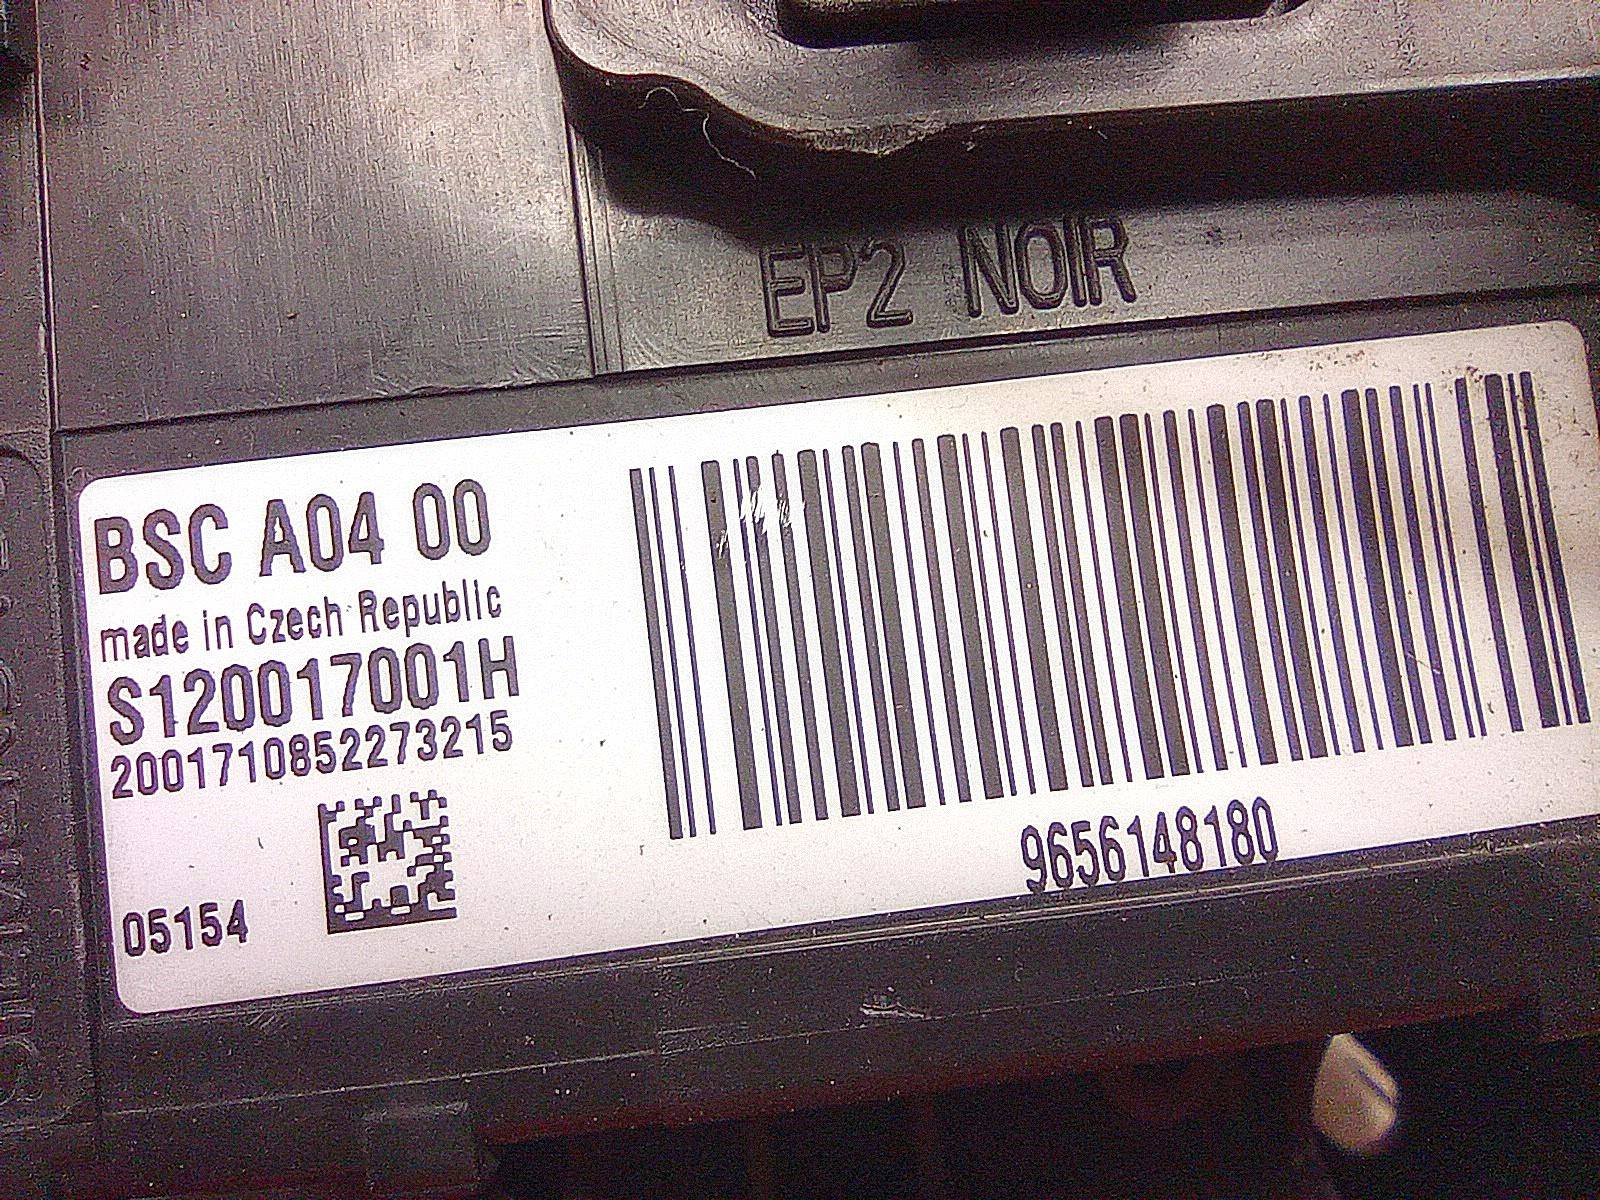 EP2 NOIR
BSC A04 00
made in Czech Republic
S120017001H
2001710852273215
05154
9656148180